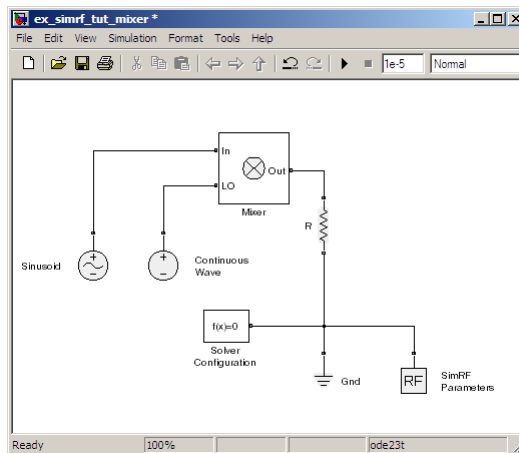 ex_simrf_tut_mixer *
File Edit View Simulation Format Tools Help
1e-5 Normal
In
Out
LO
Mixer
R
Sinusoid
Continuous
Wave
f(x)=0
Solver
Configuration
Gnd
RF
SimRF
Parameters
Ready 100% ode23t